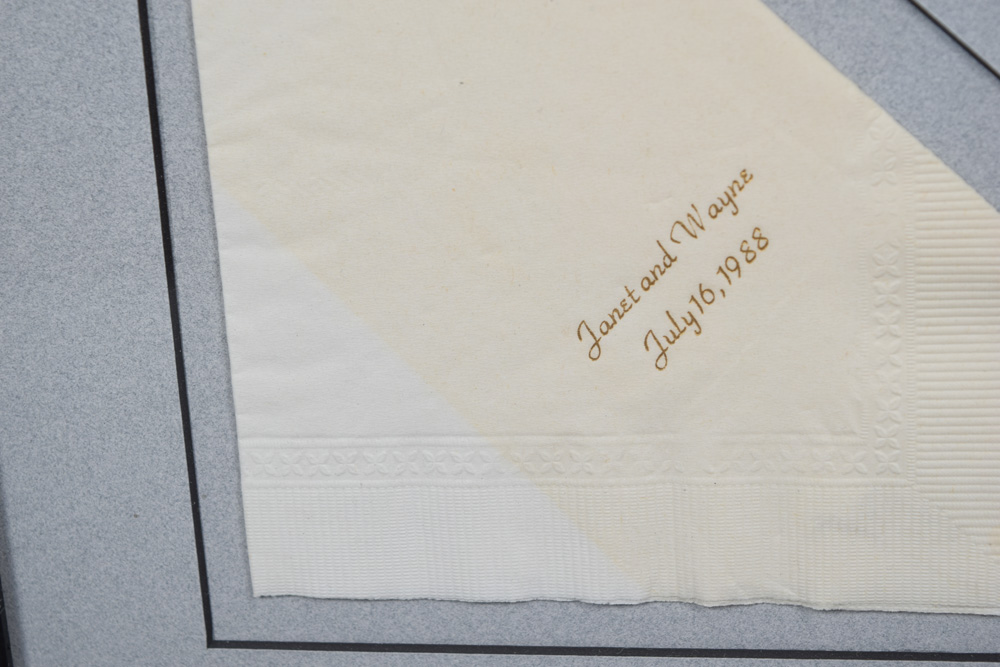 Janet and Wayne
July 16, 1988